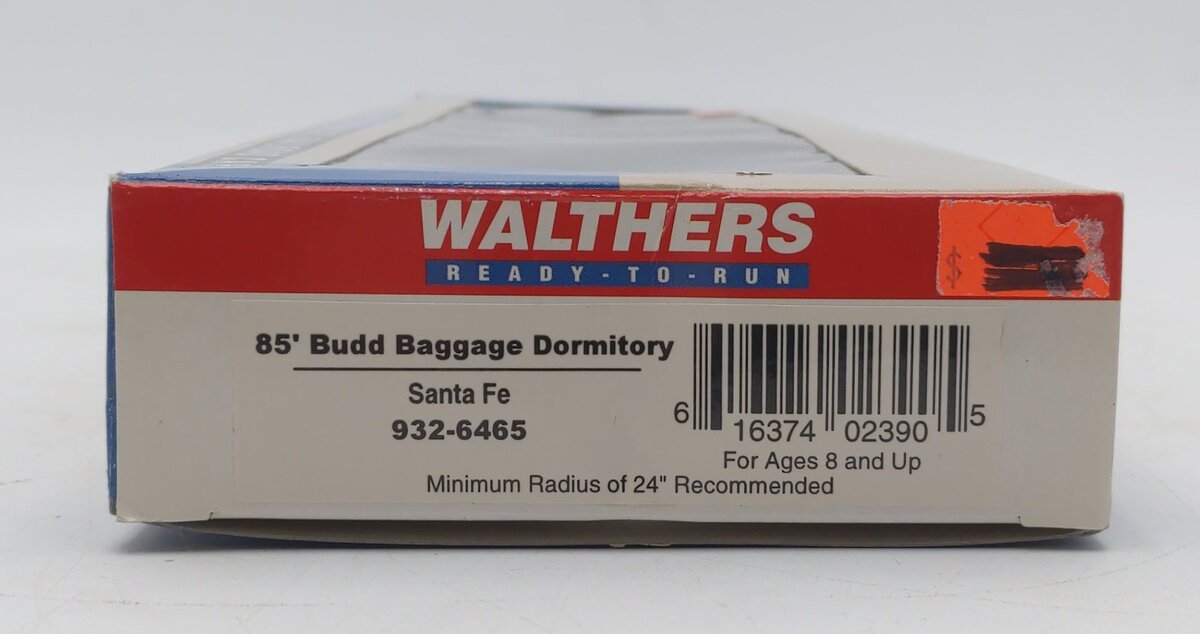 WALTHERS
READY-TO-RUN
$
85' Budd Baggage Dormitory
Santa Fe
932-6465
6 16374 02390 5
For Ages 8 and Up
Minimum Radius of 24" Recommended